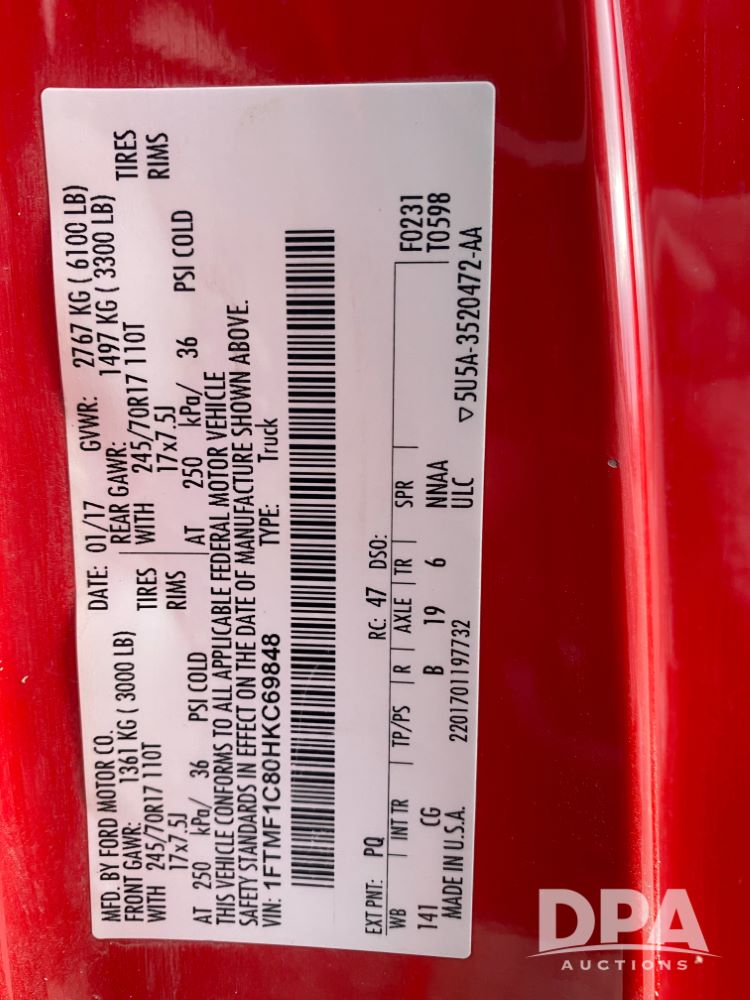 MFD. BY FORD MOTOR CO.
DATE: 01/17 GVWR: 2767 KG ( 6100 LB)
FRONT GAWR: 1361 KG ( 3000 LB) REAR GAWR: 1497 KG ( 3300 LB)
WITH 245/70R17 110T TIRES WITH 245/70R17 110T TIRES
17x7.5J RIMS 17x7.5J RIMS
AT 250 kPa/ 36 PSI COLD AT 250 kPa/ 36 PSI COLD
THIS VEHICLE CONFORMS TO ALL APPLICABLE FEDERAL MOTOR VEHICLE
SAFETY STANDARDS IN EFFECT ON THE DATE OF MANUFACTURE SHOWN ABOVE.
VIN: 1FTMF1C80HKC69848 TYPE: Truck
F0231
T0598
EXT PNT: PQ RC: 47 DSO:
WB INT TR TP/PS R AXLE TR SPR
141 CG B 19 6 NNAA
MADE IN U.S.A. 2201701197732 ULC
▽5U5A-3520472-AA
DPA
AUCTIONS